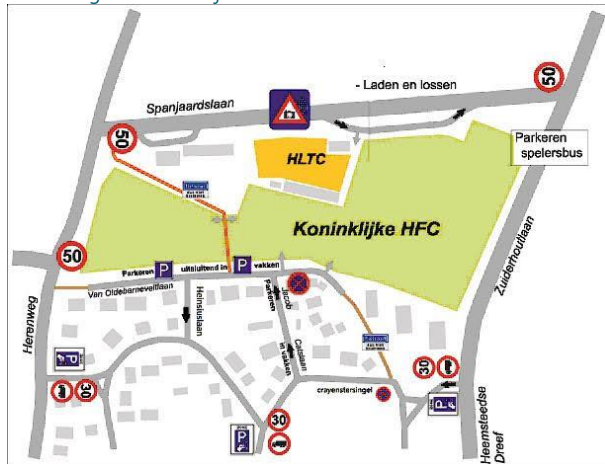 - Laden en lossen
50
Spanjaardslaan
50
HLTC
Parkeren
spelersbus
Koninklijke HFC
Zuiderhoutlaan
50
Parkeren P uitsluitend in P vakken
Van Oldebarneveltlaan
Heinsiuslaan
Jacob
Catslaan
Parkeren
in vakken
Herenweg
P
30
30
crayenstersingel
30
P
P
Heemsteedse
Dreef